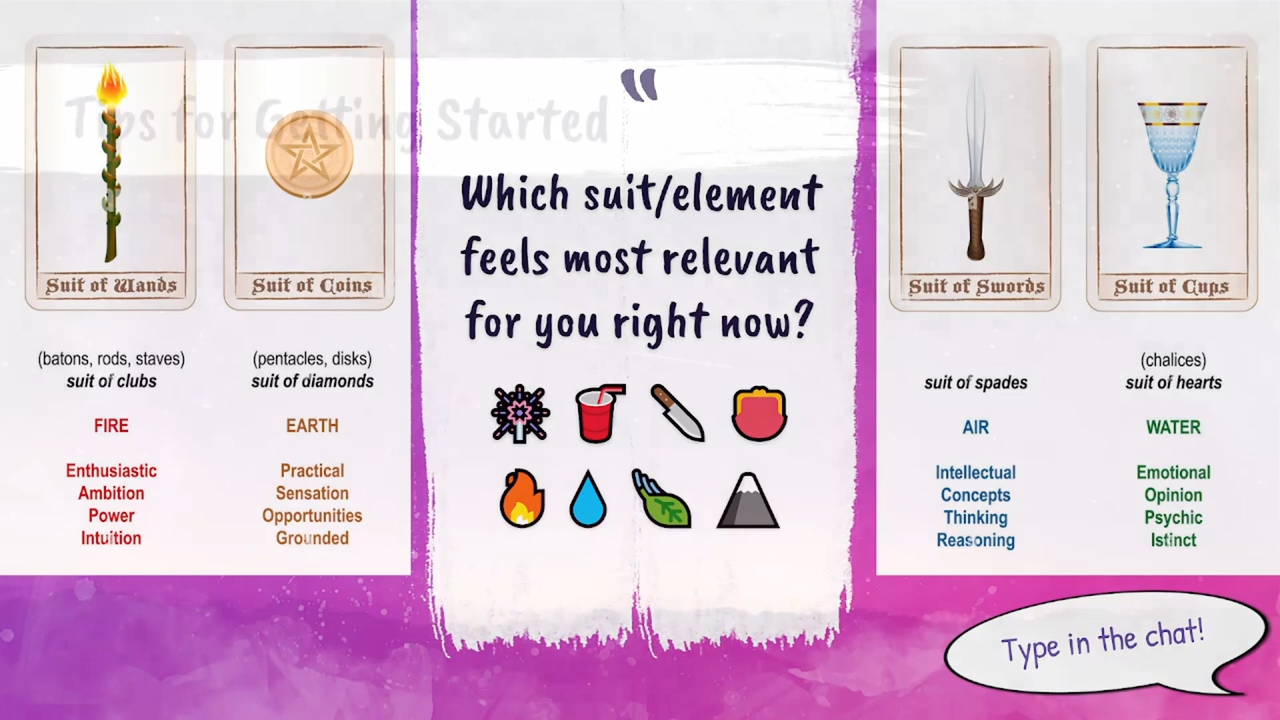 Tips for Getting Started
“
Which suit/element
feels most relevant
for you right now?
Suit of Wands
(batons, rods, staves)
suit of clubs
FIRE
Enthusiastic
Ambition
Power
Intuition
Suit of Coins
(pentacles, disks)
suit of diamonds
EARTH
Practical
Sensation
Opportunities
Grounded
Suit of Swords
suit of spades
AIR
Intellectual
Concepts
Thinking
Reasoning
Suit of Cups
(chalices)
suit of hearts
WATER
Emotional
Opinion
Psychic
Istinct
Type in the chat!